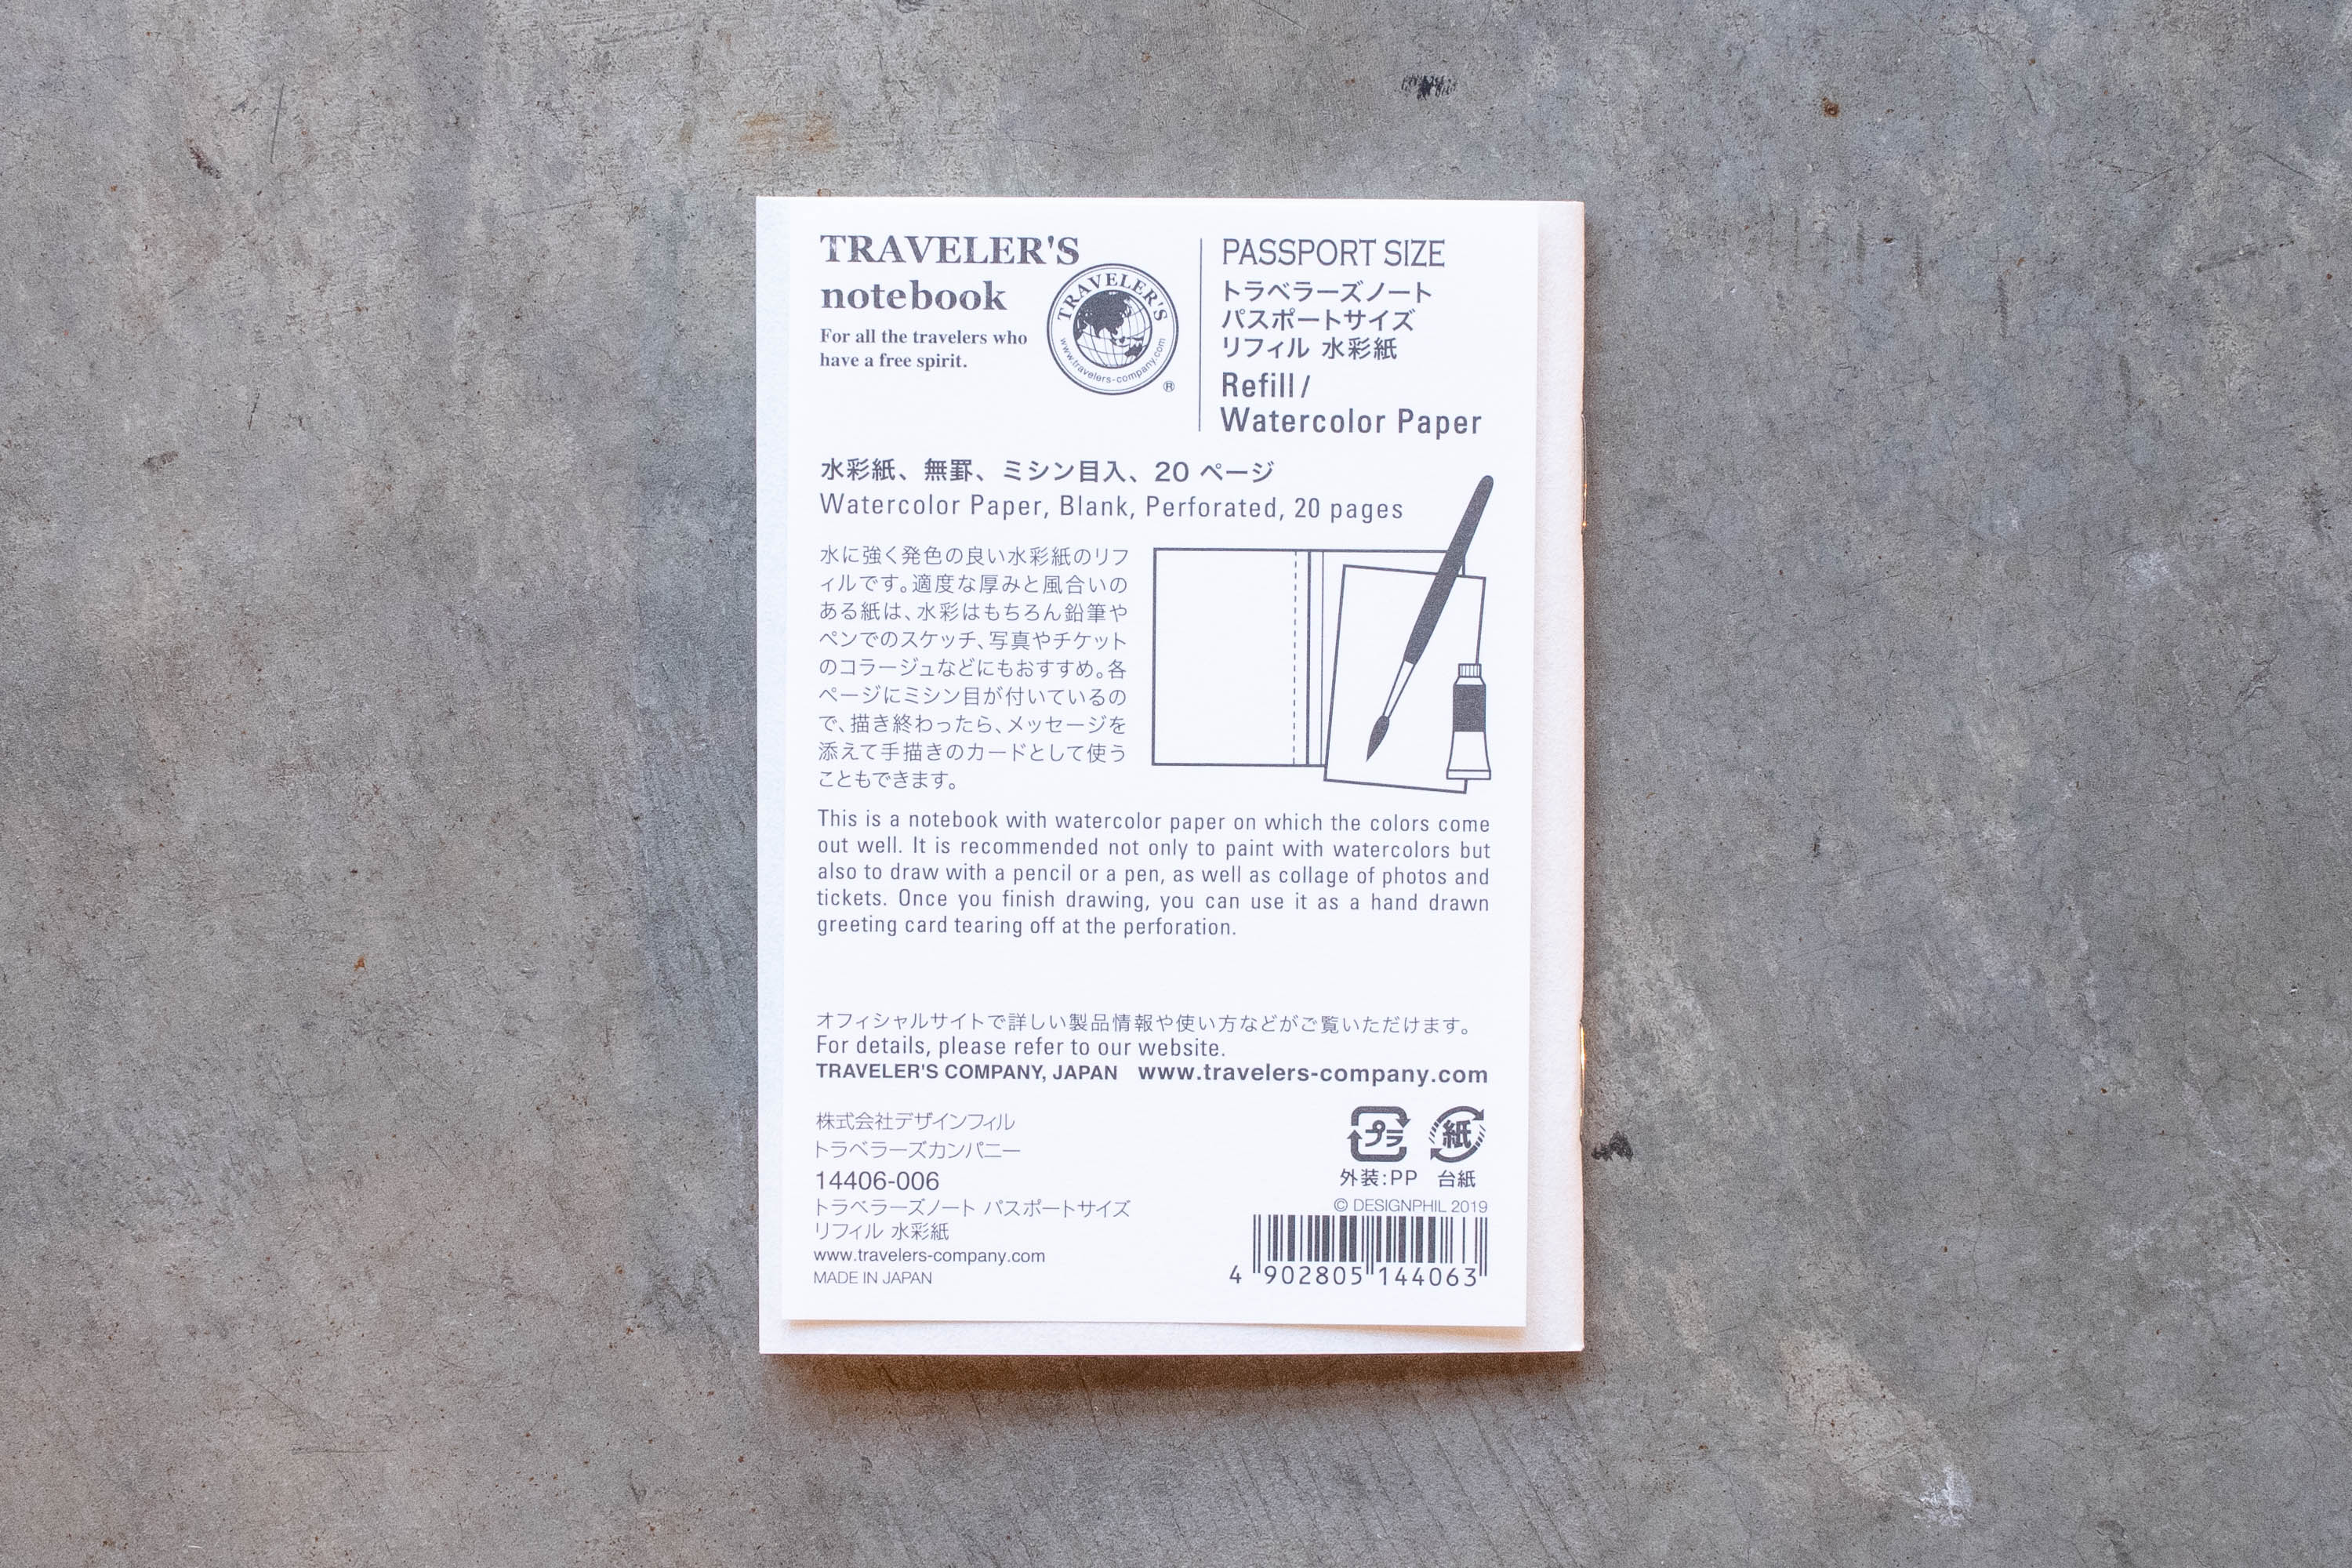 TRAVELER'S
notebook
For all the travelers who
have a free spirit.
TRAVELER'S
www.travelers-company.com
®
PASSPORT SIZE
トラベラーズノート
パスポートサイズ
リフィル 水彩紙
Refill /
Watercolor Paper
水彩紙、無罫、ミシン目入、20 ページ
Watercolor Paper, Blank, Perforated, 20 pages
水に強く発色の良い水彩紙のリフ
ィルです。適度な厚みと風合いの
ある紙は、水彩はもちろん鉛筆や
ペンでのスケッチ、写真やチケット
のコラージュなどにもおすすめ。各
ページにミシン目が付いているの
で、描き終わったら、メッセージを
添えて手描きのカードとして使う
こともできます。
This is a notebook with watercolor paper on which the colors come
out well. It is recommended not only to paint with watercolors but
also to draw with a pencil or a pen, as well as collage of photos and
tickets. Once you finish drawing, you can use it as a hand drawn
greeting card tearing off at the perforation.
オフィシャルサイトで詳しい製品情報や使い方などがご覧いただけます。
For details, please refer to our website.
TRAVELER'S COMPANY, JAPAN www.travelers-company.com
株式会社デザインフィル
トラベラーズカンパニー
14406-006
トラベラーズノート パスポートサイズ
リフィル 水彩紙
www.travelers-company.com
MADE IN JAPAN
プラ 紙
外装:PP 台紙
© DESIGNPHIL 2019
4 902805 144063